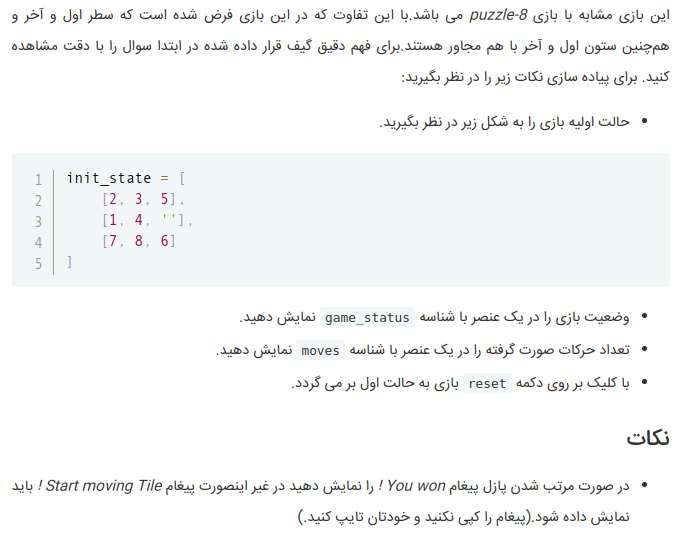 این بازی مشابه با بازی 8-puzzle می باشد.با این تفاوت که در این بازی فرض شده است که سطر اول و آخر و
هم‌چنین ستون اول و آخر با هم مجاور هستند.برای فهم دقیق گیف قرار داده شده در ابتدا سوال را با دقت مشاهده
کنید. برای پیاده سازی نکات زیر را در نظر بگیرید:
• حالت اولیه بازی را به شکل زیر در نظر بگیرید.
1 init_state = [
2     [2, 3, 5],
3     [1, 4, ''],
4     [7, 8, 6]
5 ]
• وضعیت بازی را در یک عنصر با شناسه game_status نمایش دهید.
• تعداد حرکات صورت گرفته را در یک عنصر با شناسه moves نمایش دهید.
• با کلیک بر روی دکمه reset بازی به حالت اول بر می گردد.
نکات
• در صورت مرتب شدن پازل پیغام You won ! را نمایش دهید در غیر اینصورت پیغام Start moving Tile ! باید
نمایش داده شود.(پیغام را کپی نکنید و خودتان تایپ کنید.)